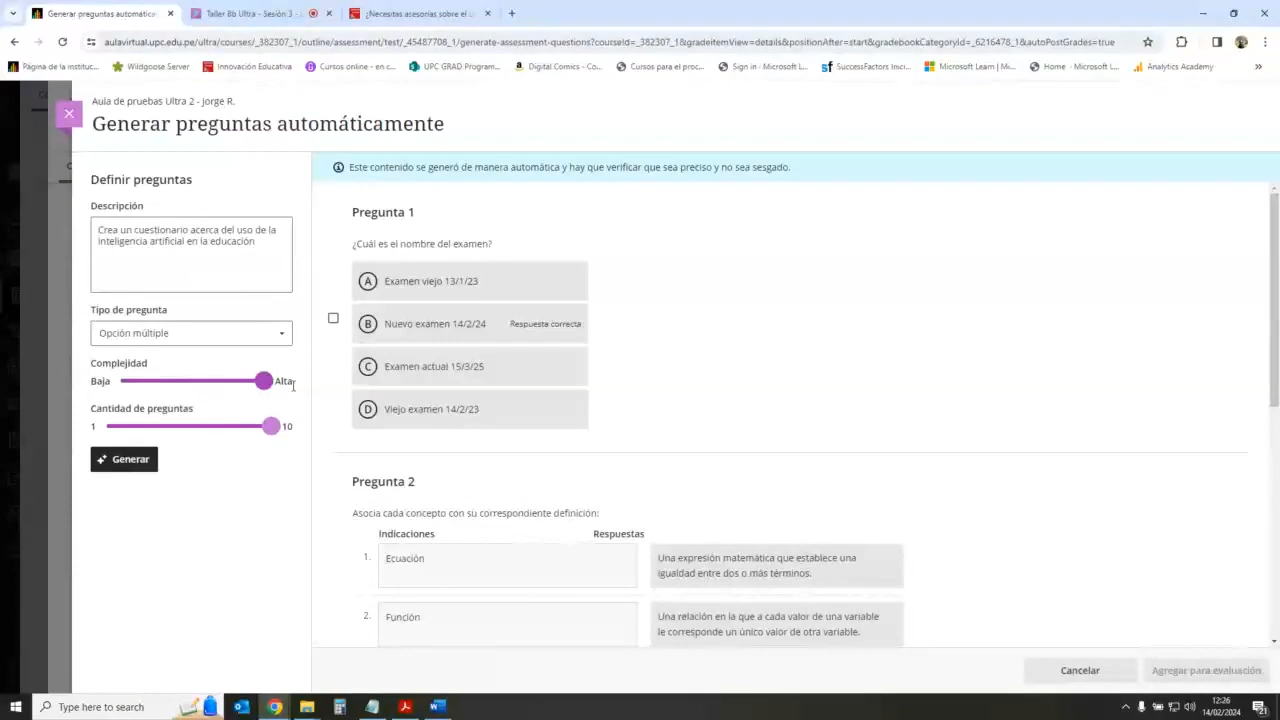 Generar preguntas automáticamen
Taller Bb Ultra - Sesión 3 -
¿Necesitas asesorías sobre el u
aulavirtual.upc.edu.pe/ultra/courses/_382307_1/outline/assessment/test/_45487708_1/generate-assessment-questions?courseId=_382307_1&gradeitemView=details&positionAfter=start&gradebookCategoryId=_6216478_1&autoPostGrades=true
Página de la instituc...
Wildgoose Server
Innovación Educativa
Cursos online - en c...
UPC GRAD Program...
Digital Comics - Co...
Cursos para el proc...
Sign in - Microsoft L...
SuccessFactors Inici...
Microsoft Learn | Mi...
Home - Microsoft L...
Analytics Academy
Aula de pruebas Ultra 2 - Jorge R.
Generar preguntas automáticamente
Definir preguntas
Descripción
Crea un cuestionario acerca del uso de la
inteligencia artificial en la educación
Tipo de pregunta
Opción múltiple
Complejidad
Baja
Alta
Cantidad de preguntas
1
10
Generar
Este contenido se generó de manera automática y hay que verificar que sea preciso y no sea sesgado.
Pregunta 1
¿Cuál es el nombre del examen?
A Examen viejo 13/1/23
B Nuevo examen 14/2/24 Respuesta correcta
C Examen actual 15/3/25
D Viejo examen 14/2/23
Pregunta 2
Asocia cada concepto con su correspondiente definición:
Indicaciones
Respuestas
1. Ecuación
Una expresión matemática que establece una
igualdad entre dos o más términos.
2. Función
Una relación en la que a cada valor de una variable
le corresponde un único valor de otra variable.
Cancelar
Agregar para evaluación
Type here to search
12:26
14/02/2024
21